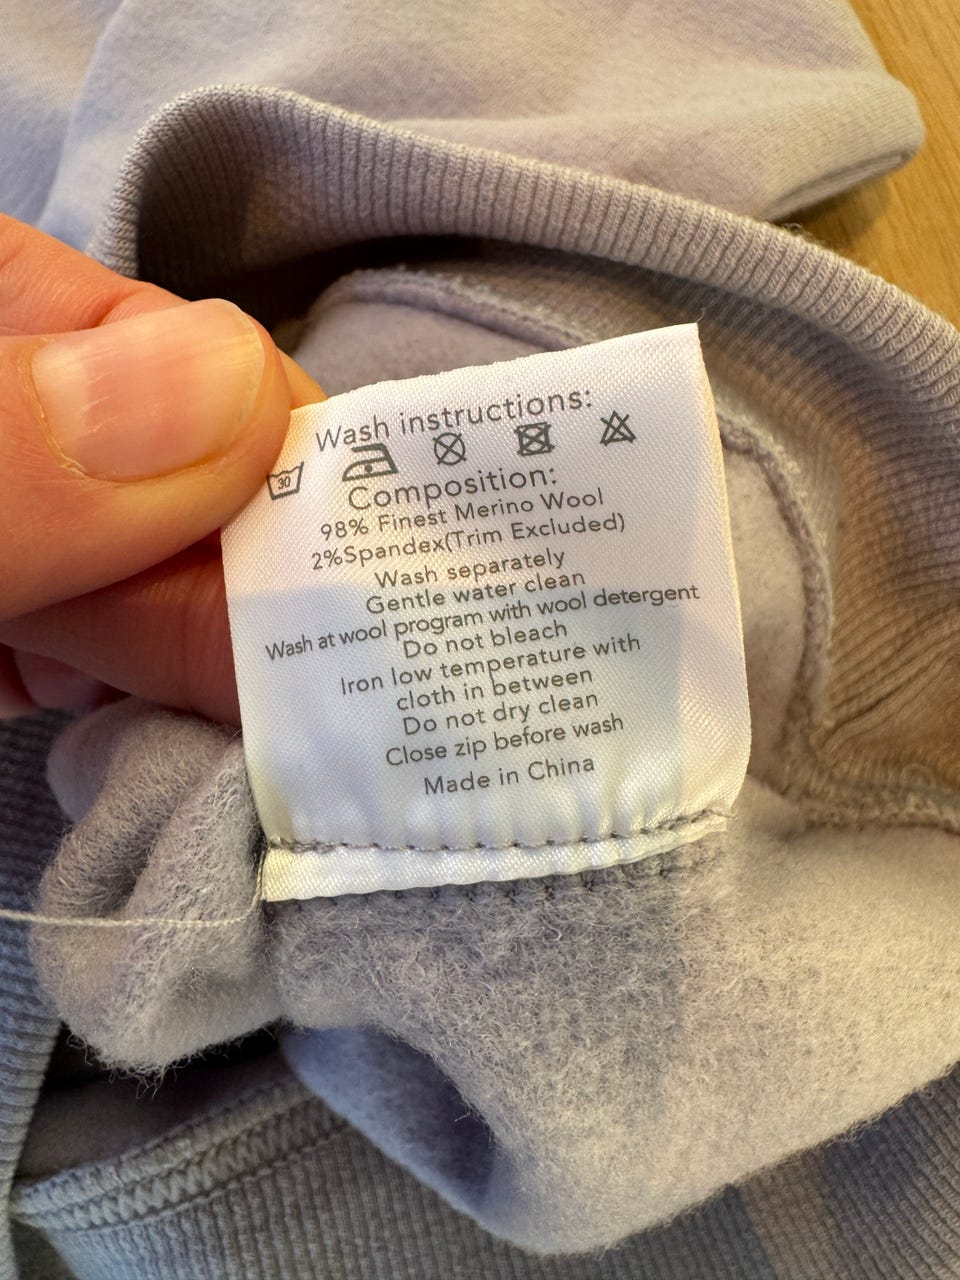 Wash instructions:
30
Composition:
98% Finest Merino Wool
2%Spandex(Trim Excluded)
Wash separately
Gentle water clean
Wash at wool program with wool detergent
Do not bleach
Iron low temperature with
cloth in between
Do not dry clean
Close zip before wash
Made in China